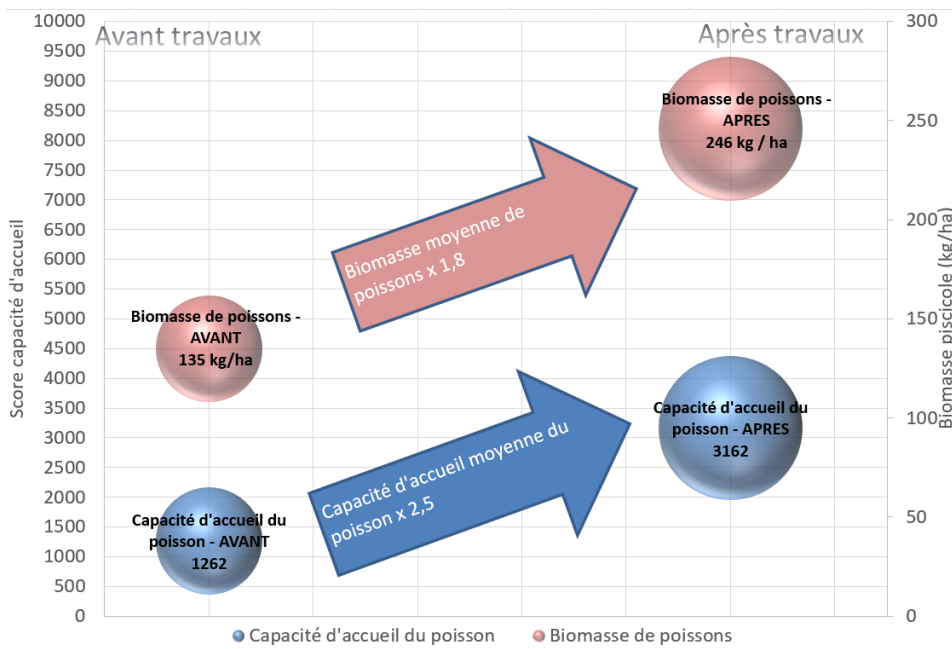 Avant travaux
Après travaux
Score capacité d'accueil
10000
9500
9000
8500
8000
7500
7000
6500
6000
5500
5000
4500
4000
3500
3000
2500
2000
1500
1000
500
0
Biomasse de poissons -
AVANT
135 kg/ha
Capacité d'accueil du
poisson - AVANT
1262
Biomasse moyenne de
poissons x 1,8
Capacité d'accueil moyenne du
poisson x 2,5
Biomasse de poissons -
APRES
246 kg / ha
Capacité d'accueil du
poisson - APRES
3162
300
250
200
150
100
50
0
Biomasse piscicole (kg/ha)
Capacité d'accueil du poisson
Biomasse de poissons